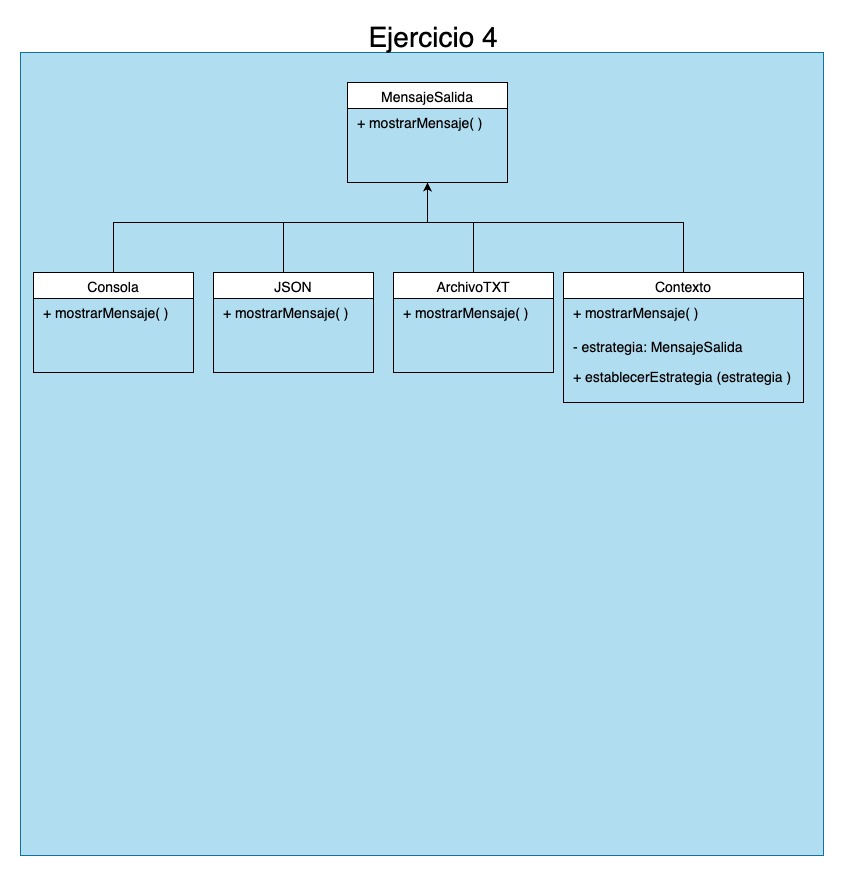 Ejercicio 4
MensajeSalida
+ mostrarMensaje( )
Consola
+ mostrarMensaje( )
JSON
+ mostrarMensaje( )
ArchivoTXT
+ mostrarMensaje( )
Contexto
+ mostrarMensaje( )
- estrategia: MensajeSalida
+ establecerEstrategia (estrategia )